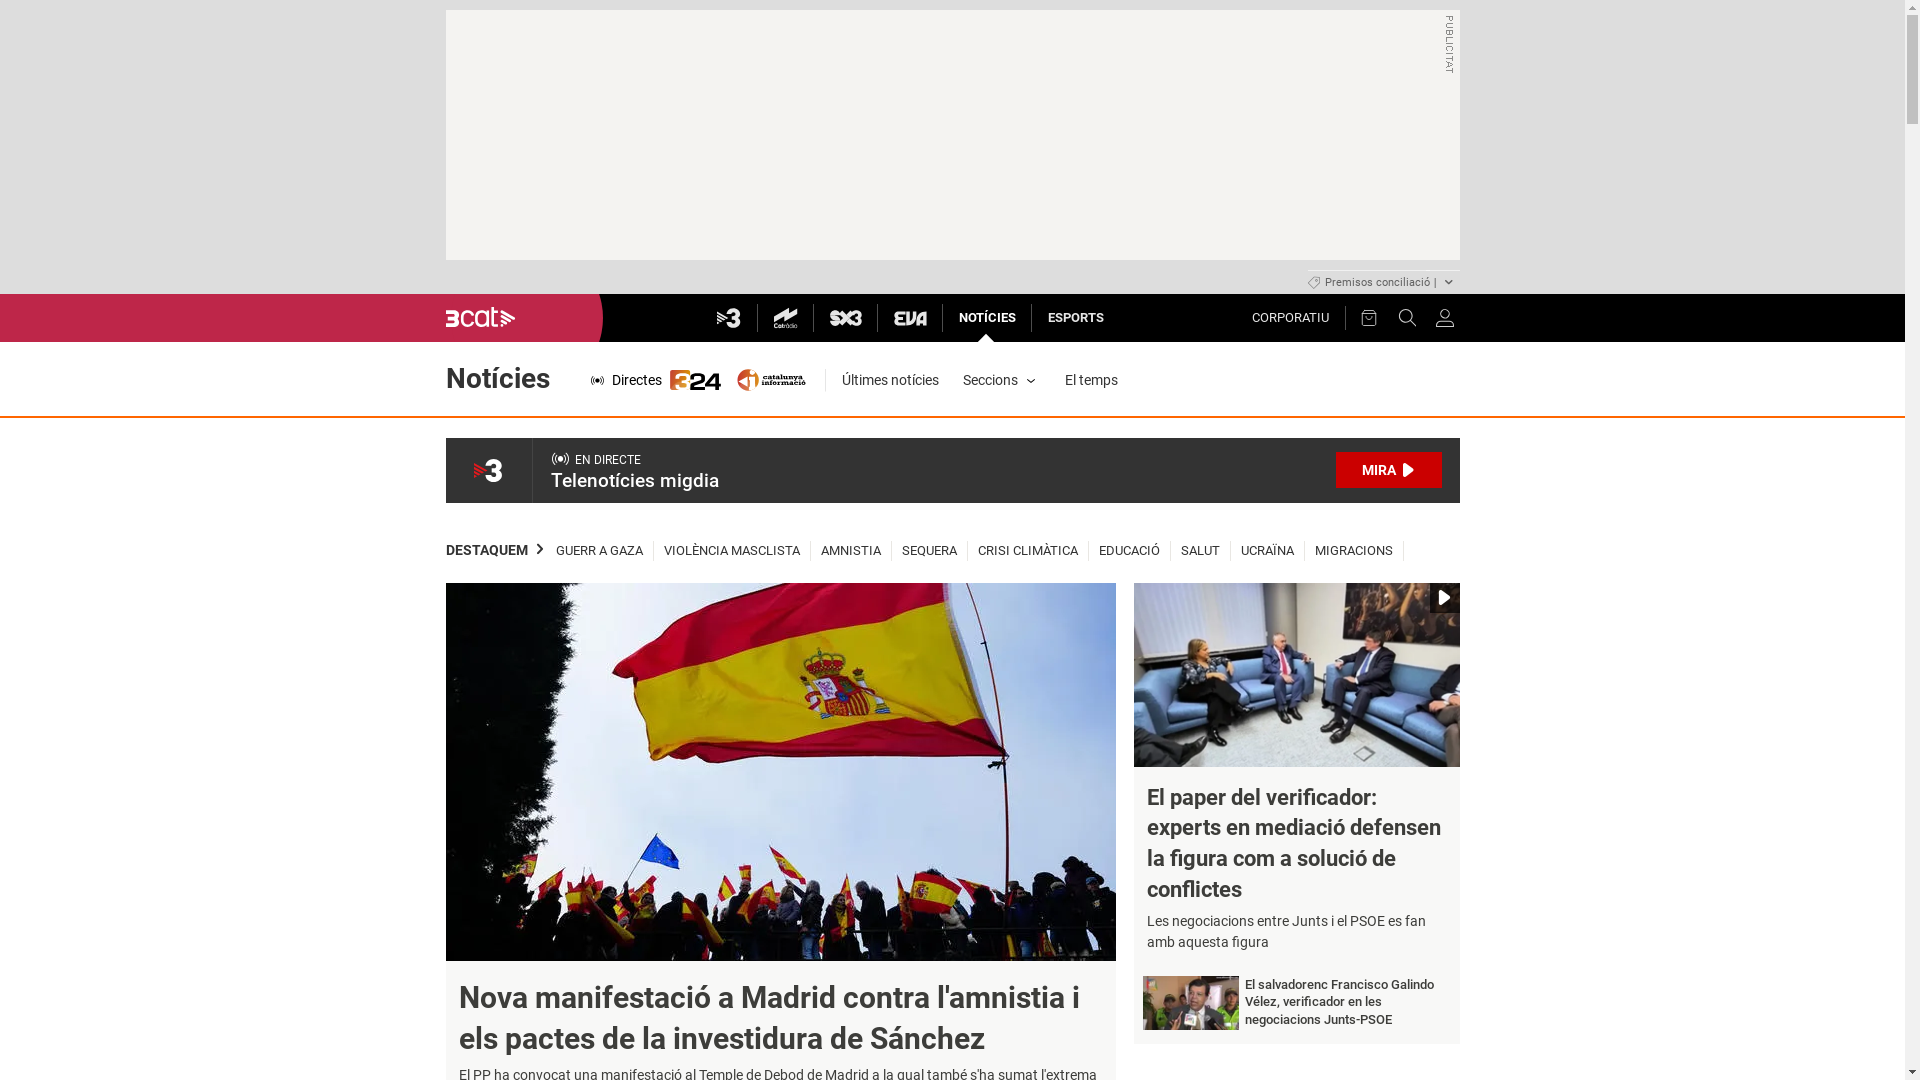 PUBLICITAT
Premisos conciliació |
3cat
3
Catràdio
SX3
EVA
NOTÍCIES
ESPORTS
CORPORATIU
Notícies
Directes
324
catalunya
informació
Últimes notícies
Seccions
El temps
3
EN DIRECTE
Telenotícies migdia
MIRA
DESTAQUEM
GUERR A GAZA
VIOLÈNCIA MASCLISTA
AMNISTIA
SEQUERA
CRISI CLIMÀTICA
EDUCACIÓ
SALUT
UCRAÏNA
MIGRACIONS
Nova manifestació a Madrid contra l'amnistia i
els pactes de la investidura de Sánchez
El PP ha convocat una manifestació al Temple de Debod de Madrid a la qual també s'ha sumat l'extrema
El paper del verificador:
experts en mediació defensen
la figura com a solució de
conflictes
Les negociacions entre Junts i el PSOE es fan
amb aquesta figura
El salvadorenc Francisco Galindo
Vélez, verificador en les
negociacions Junts-PSOE